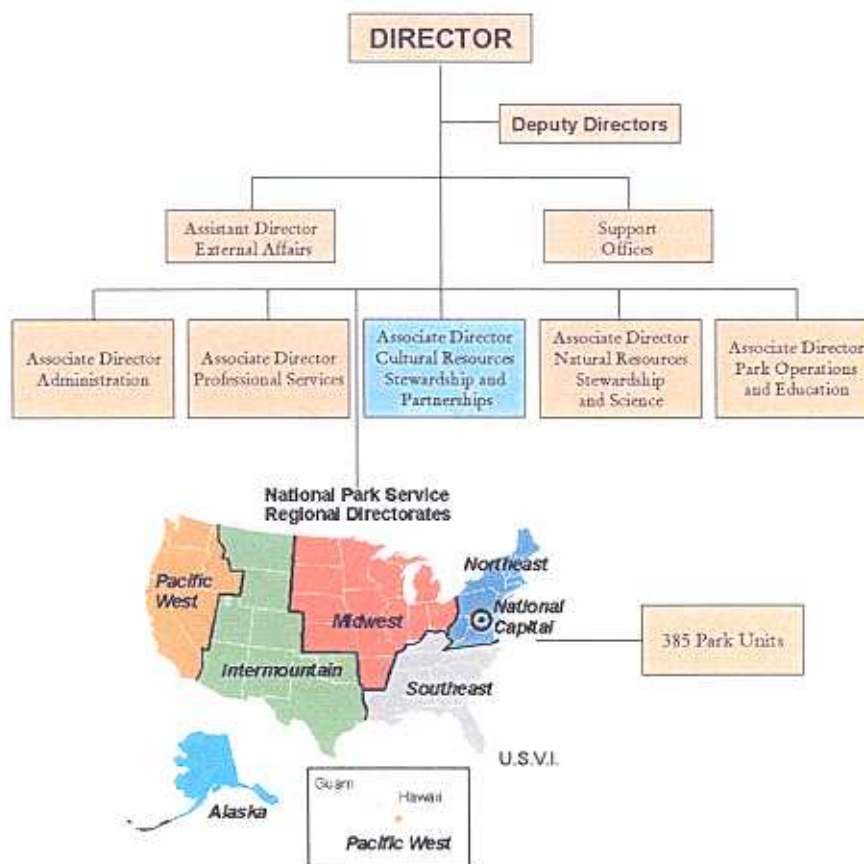 DIRECTOR
Deputy Directors
Assistant Director
External Affairs
Support
Offices
Associate Director
Administration
Associate Director
Professional Services
Associate Director
Cultural Resources
Stewardship and
Partnerships
Associate Director
Natural Resources
Stewardship
and Science
Associate Director
Park Operations
and Education
National Park Service
Regional Directorates
Pacific
West
Midwest
Northeast
National
Capital
385 Park Units
Intermountain
Southeast
U.S.V.I.
Alaska
Guam
Hawaii
Pacific West